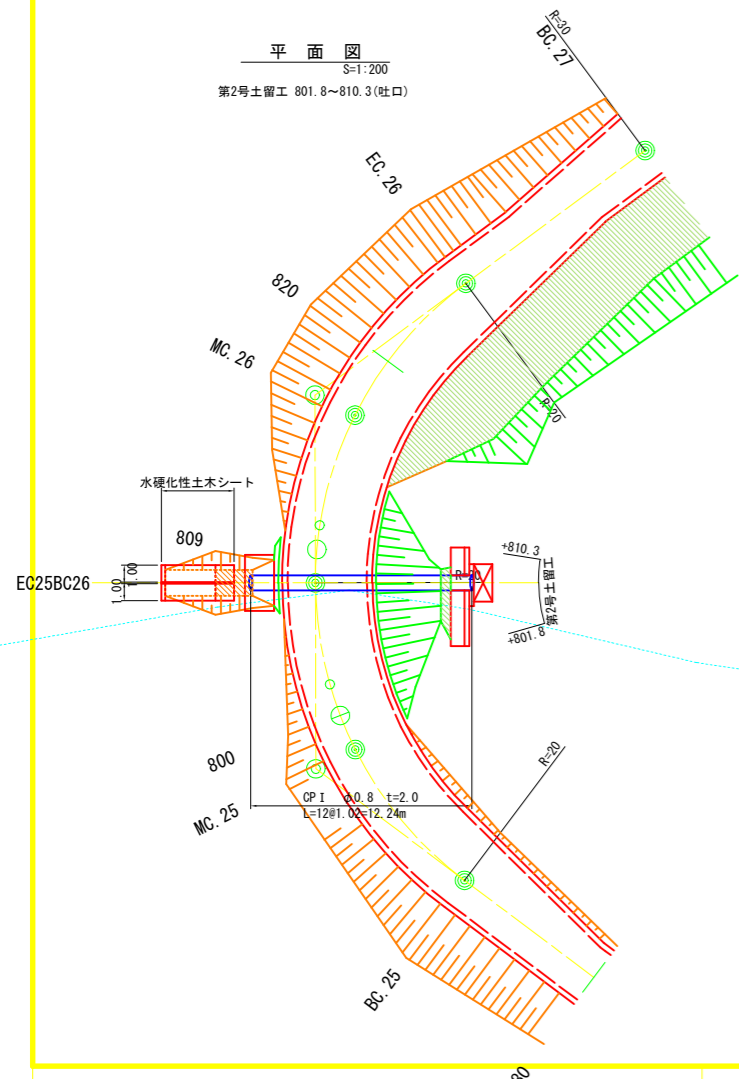 平 面 図
S=1:200
第2号土留工 801.8~810.3(吐口)
R=30
BC.27
EC.26
820
MC.26
R=20
水硬化性土木シート
809
1.00
1.00
EC25BC26
+810.3
第2号土留工
+801.8
800
MC.25
CPⅠ φ0.8 t=2.0
L=12@1.02=12.24m
R=20
BC.25